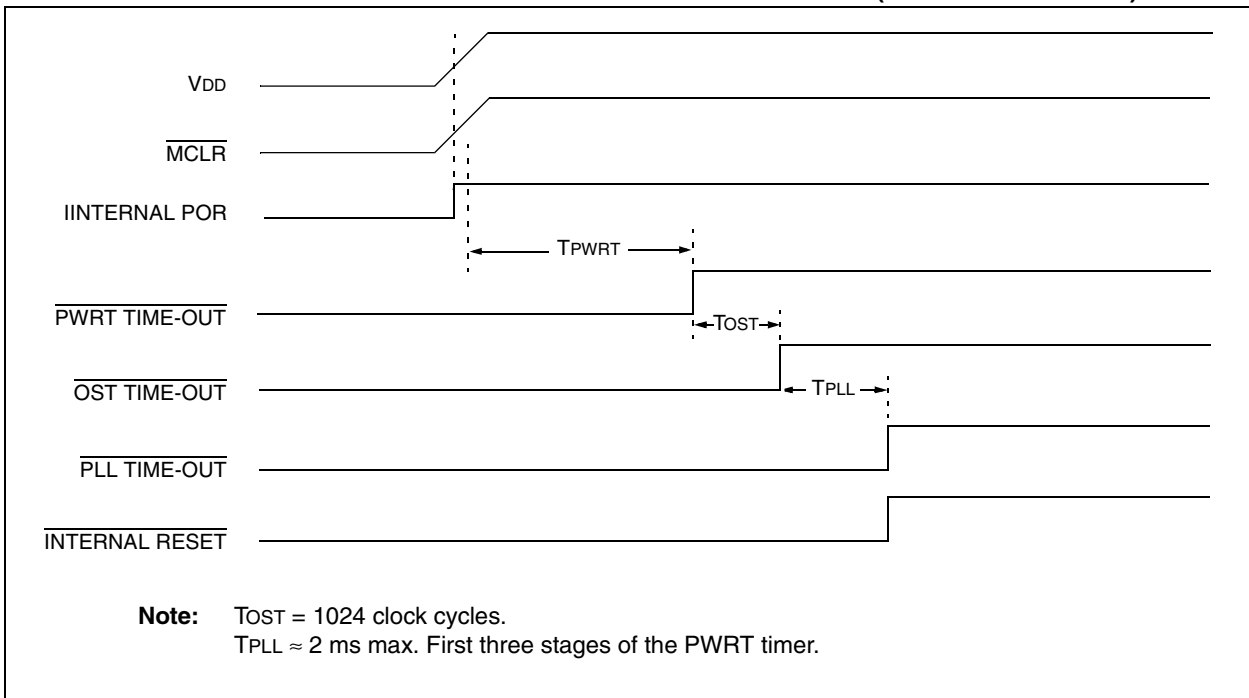 VDD
MCLR
IINTERNAL POR
TPWRT
PWRT TIME-OUT
TOST
OST TIME-OUT
TPLL
PLL TIME-OUT
INTERNAL RESET
Note: TOST = 1024 clock cycles.
TPLL ≈ 2 ms max. First three stages of the PWRT timer.